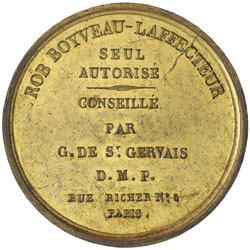 ROB BOYVEAU-LAFFECTEUR
SEUL
AUTORISÉ
CONSEILLÉ
PAR
G. DE St. GERVAIS
D. M. P.
RUE RICHER No. 6
PARIS.